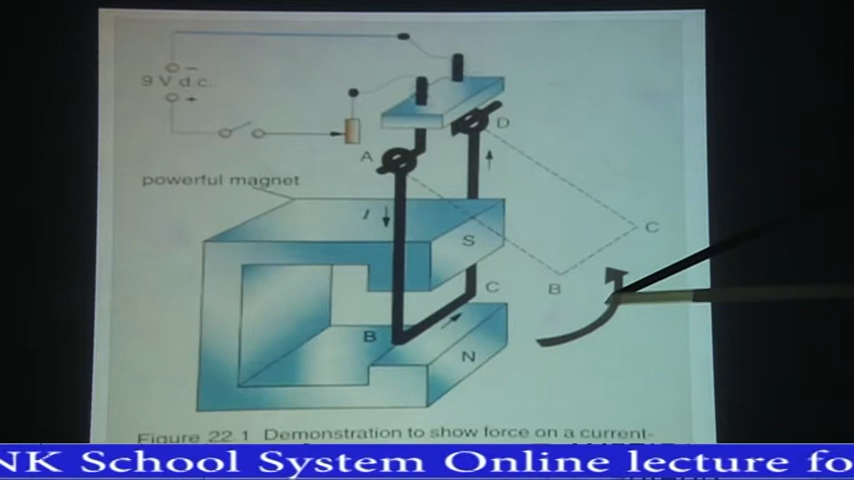 9 V d.c.
−
+
powerful magnet
A
D
I
S
C
B
C
B
N
Figure 22.1 Demonstration to show force on a current-
NK School System Online lecture fo